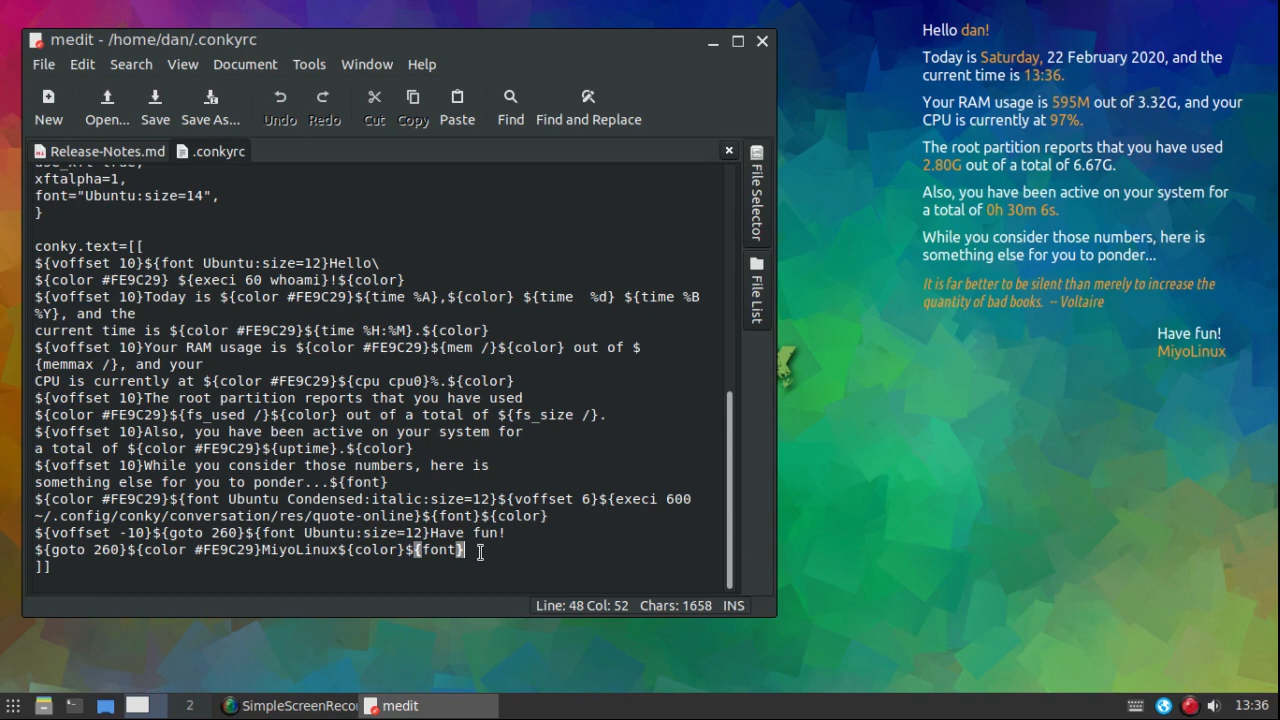 medit - /home/dan/.conkyrc
File Edit Search View Document Tools Window Help
New Open... Save Save As... Undo Redo Cut Copy Paste Find Find and Replace
Release-Notes.md .conkyrc
use_xft true,
xftalpha=1,
font="Ubuntu:size=14",
}
conky.text=[[
${voffset 10}${font Ubuntu:size=12}Hello\
${color #FE9C29} ${execi 60 whoami}!${color}
${voffset 10}Today is ${color #FE9C29}${time %A},${color} ${time  %d} ${time %B
%Y}, and the
current time is ${color #FE9C29}${time %H:%M}.${color}
${voffset 10}Your RAM usage is ${color #FE9C29}${mem /}${color} out of $
{memmax /}, and your
CPU is currently at ${color #FE9C29}${cpu cpu0}%.${color}
${voffset 10}The root partition reports that you have used
${color #FE9C29}${fs_used /}${color} out of a total of ${fs_size /}.
${voffset 10}Also, you have been active on your system for
a total of ${color #FE9C29}${uptime}.${color}
${voffset 10}While you consider those numbers, here is
something else for you to ponder...${font}
${color #FE9C29}${font Ubuntu Condensed:italic:size=12}${voffset 6}${execi 600
~/.config/conky/conversation/res/quote-online}${font}${color}
${voffset -10}${goto 260}${font Ubuntu:size=12}Have fun!
${goto 260}${color #FE9C29}MiyoLinux${color}${font}
]]
File Selector
File List
Line: 48 Col: 52 Chars: 1658 INS
Hello dan!
Today is Saturday, 22 February 2020, and the
current time is 13:36.
Your RAM usage is 595M out of 3.32G, and your
CPU is currently at 97%.
The root partition reports that you have used
2.80G out of a total of 6.67G.
Also, you have been active on your system for
a total of 0h 30m 6s.
While you consider those numbers, here is
something else for you to ponder...
It is far better to be silent than merely to increase the
quantity of bad books. -- Voltaire
Have fun!
MiyoLinux
2 SimpleScreenRecor medit 13:36